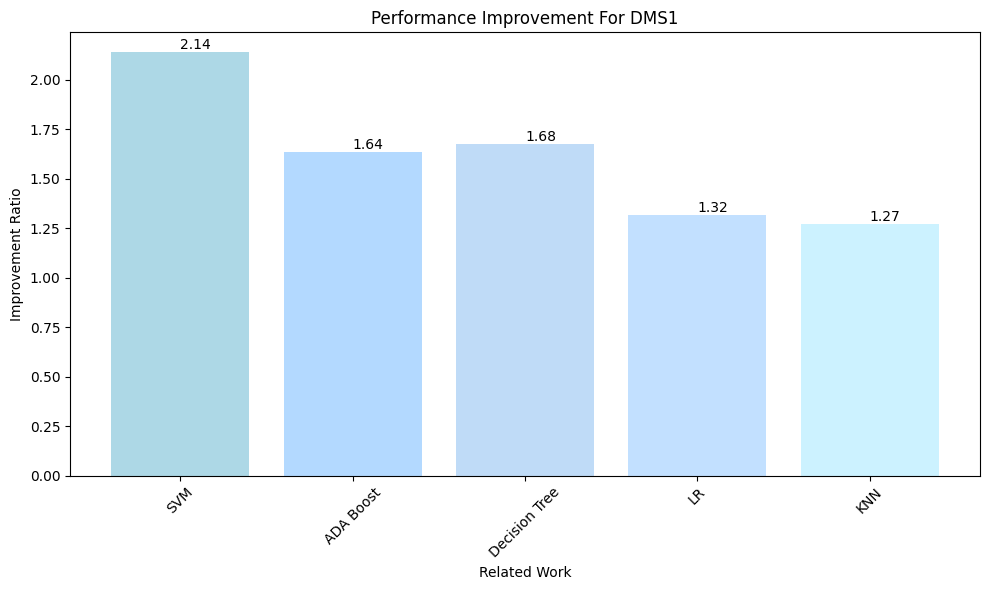 Performance Improvement For DMS1
2.14
1.64
1.68
1.32
1.27
2.00
1.75
1.50
1.25
1.00
0.75
0.50
0.25
0.00
Improvement Ratio
SVM
ADA Boost
Decision Tree
LR
KNN
Related Work